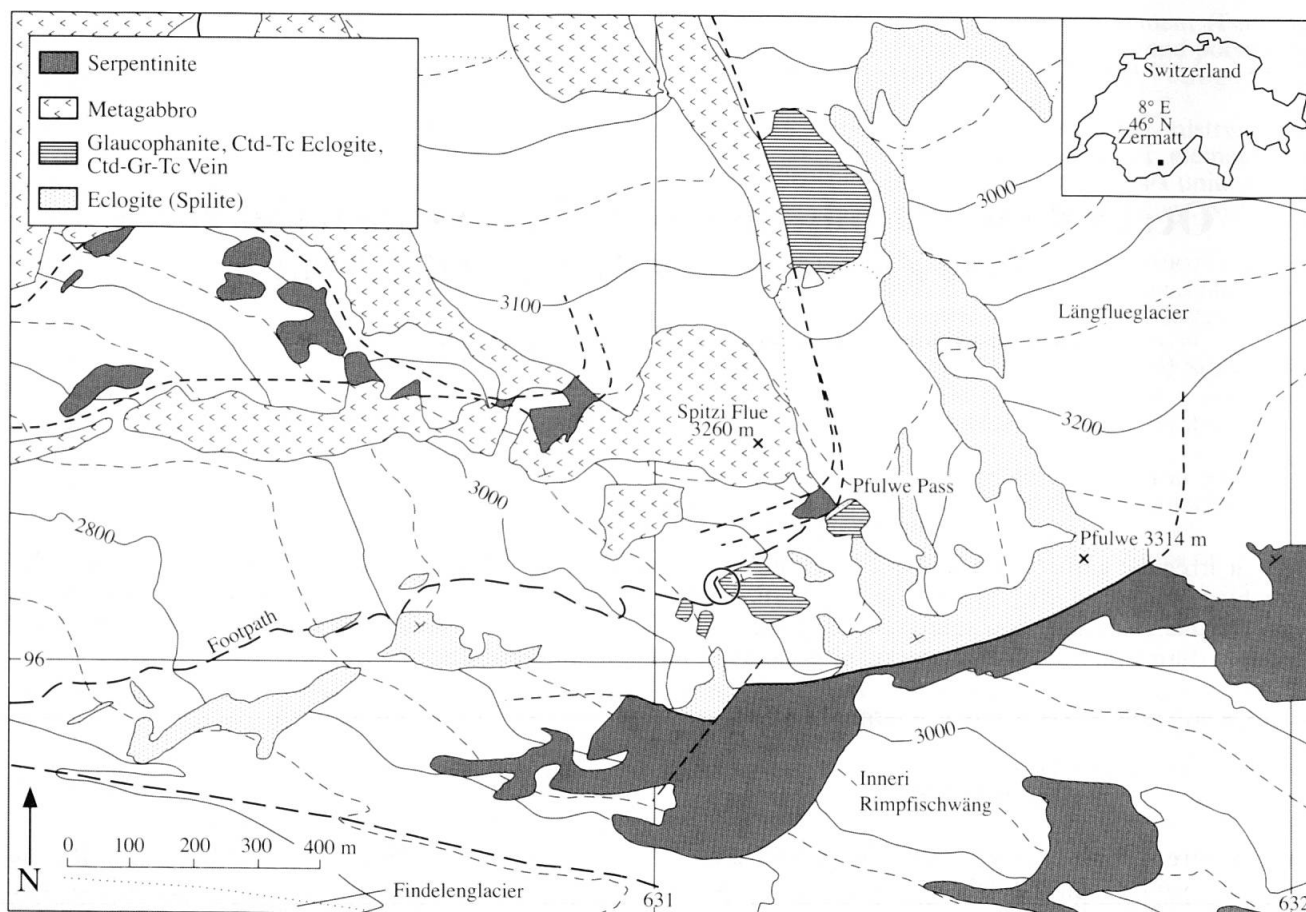 Serpentinite
Metagabbro
Glaucophanite, Ctd-Tc Eclogite,
Ctd-Gr-Tc Vein
Eclogite (Spilite)
Switzerland
8° E
46° N
Zermatt
3000
3100
Längflueglacier
Spitzi Flue
3260 m
3200
3000
Pfulwe Pass
2800
Pfulwe 3314 m
Footpath
96
3000
Inneri
Rimpfischwäng
0 100 200 300 400 m
N
Findelenglacier
631
632